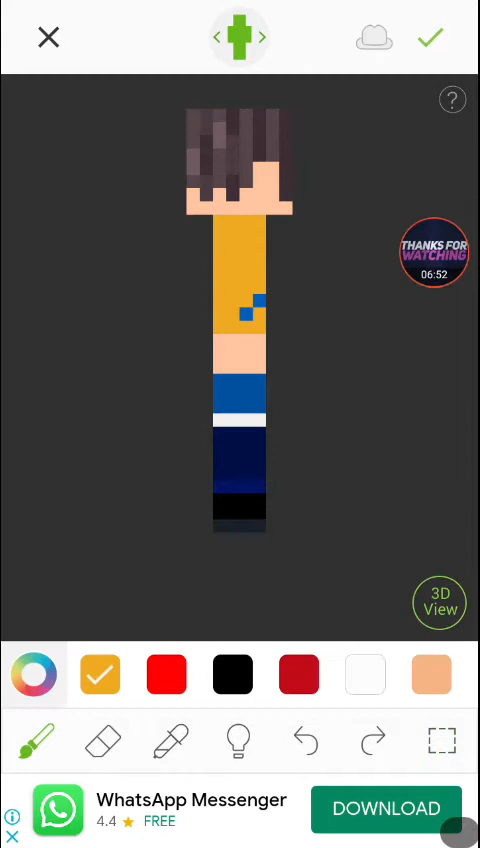 ?
THANKS FOR
WATCHING
06:52
3D
View
WhatsApp Messenger
4.4 ★ FREE
DOWNLOAD